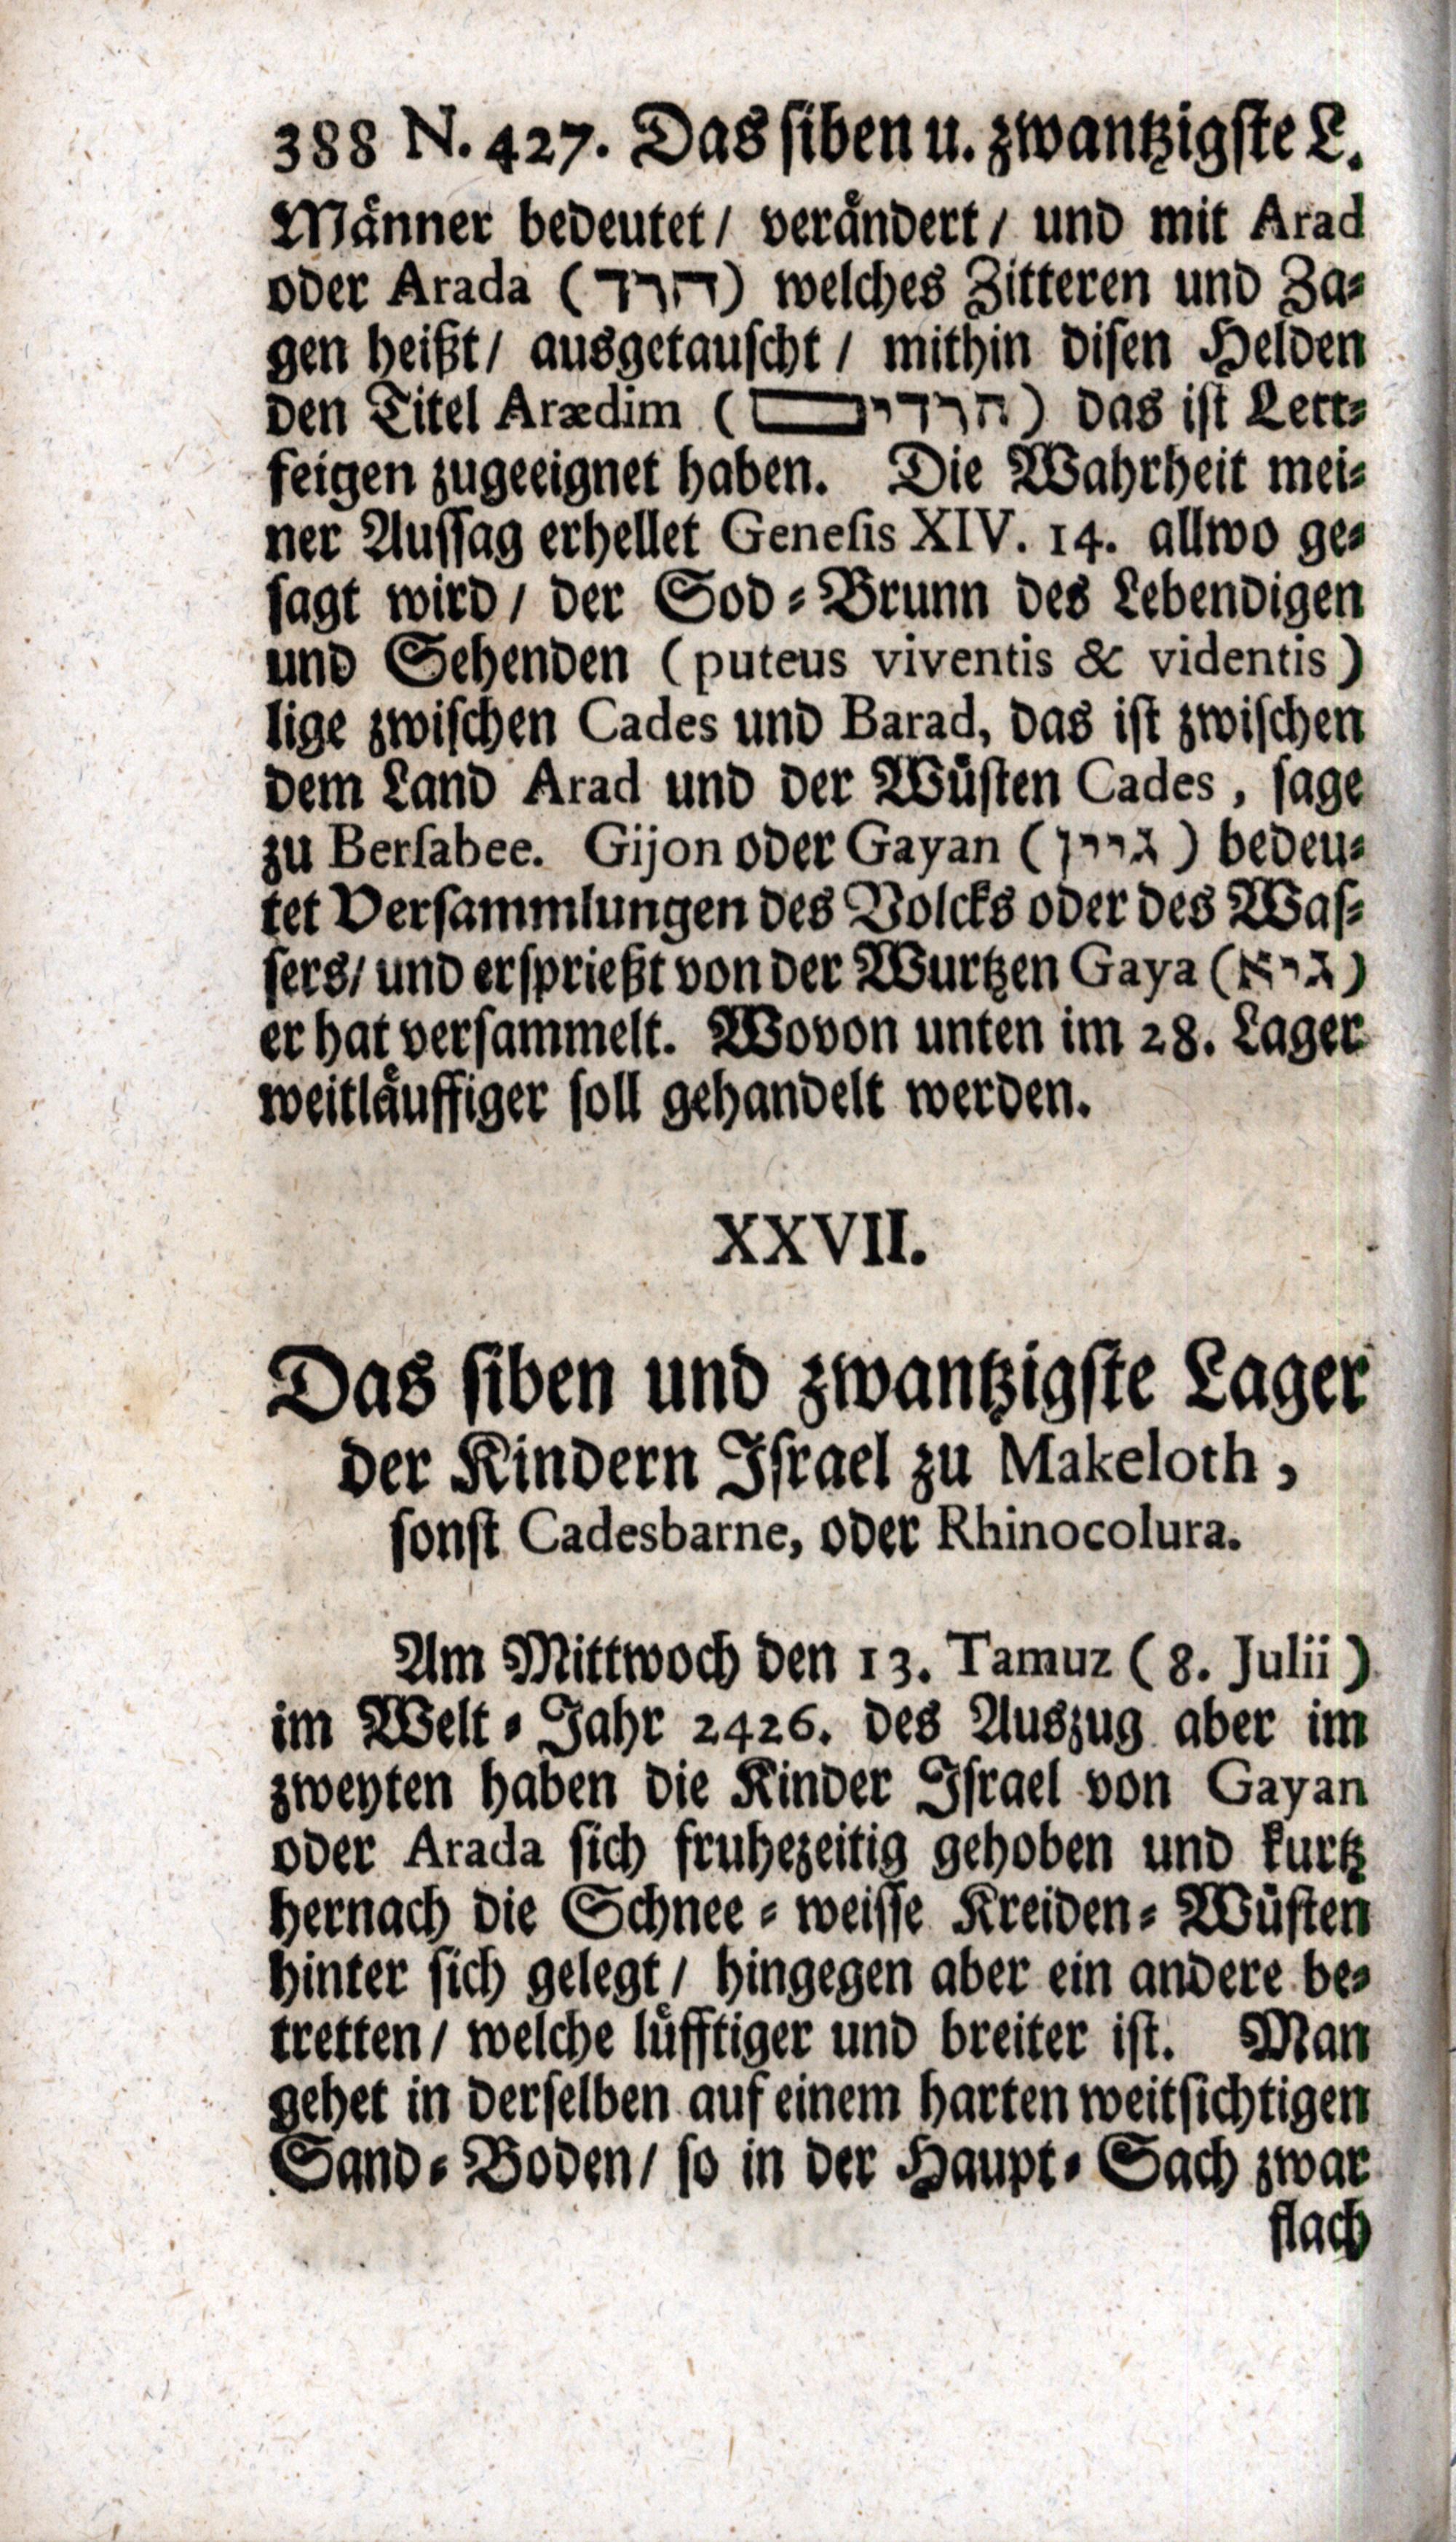 388 N. 427. Das siben u. zwantzigste L.
Männer bedeutet / verändert / und mit Arad
oder Arada (חרד) welches Zitteren und Za-
gen heißt / ausgetauscht / mithin disen Helden
den Titel Arædim (חרדים) das ist Lett-
feigen zugeeignet haben. Die Wahrheit mei-
ner Aussag erhellet Genesis XIV. 14. allwo ge-
sagt wird / der Sod-Brunn des Lebendigen
und Sehenden (puteus viventis & videntis)
lige zwischen Cades und Barad, das ist zwischen
dem Land Arad und der Wüsten Cades, sage
zu Bersabee. Gijon oder Gayan (גיין) bedeu-
tet Versammlungen des Volcks oder des Was-
sers / und ersprießt von der Wurtzen Gaya (גיא)
er hat versammelt. Wovon unten im 28. Lager
weitläuffiger soll gehandelt werden.
XXVII.
Das siben und zwantzigste Lager
der Kindern Israel zu Makeloth,
sonst Cadesbarne, oder Rhinocolura.
Am Mittwoch den 13. Tamuz (8. Julii)
im Welt-Jahr 2426. des Auszug aber im
zweyten haben die Kinder Israel von Gayan
oder Arada sich fruhezeitig gehoben und kurtz
hernach die Schnee-weisse Kreiden-Wüsten
hinter sich gelegt / hingegen aber ein andere be-
tretten / welche lüfftiger und breiter ist. Man
gehet in derselben auf einem harten weitsichtigen
Sand-Boden / so in der Haupt-Sach zwar
flach